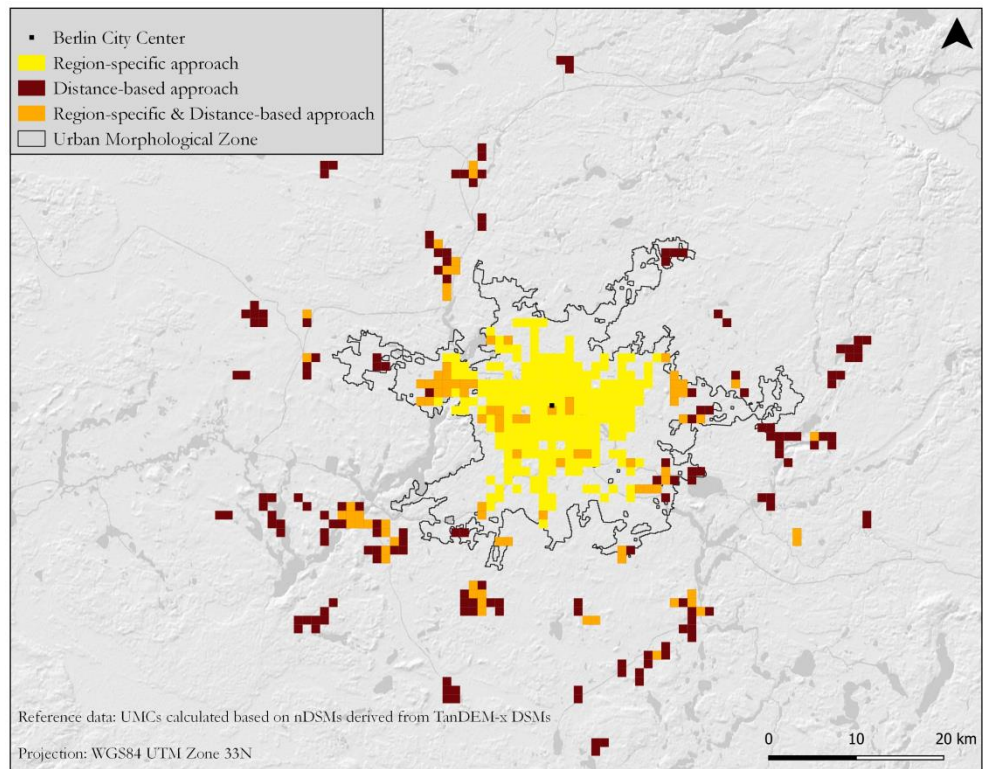 Berlin City Center
Region-specific approach
Distance-based approach
Region-specific & Distance-based approach
Urban Morphological Zone
Reference data: UMCs calculated based on nDSMs derived from TanDEM-x DSMs
Projection: WGS84 UTM Zone 33N
0 10 20 km